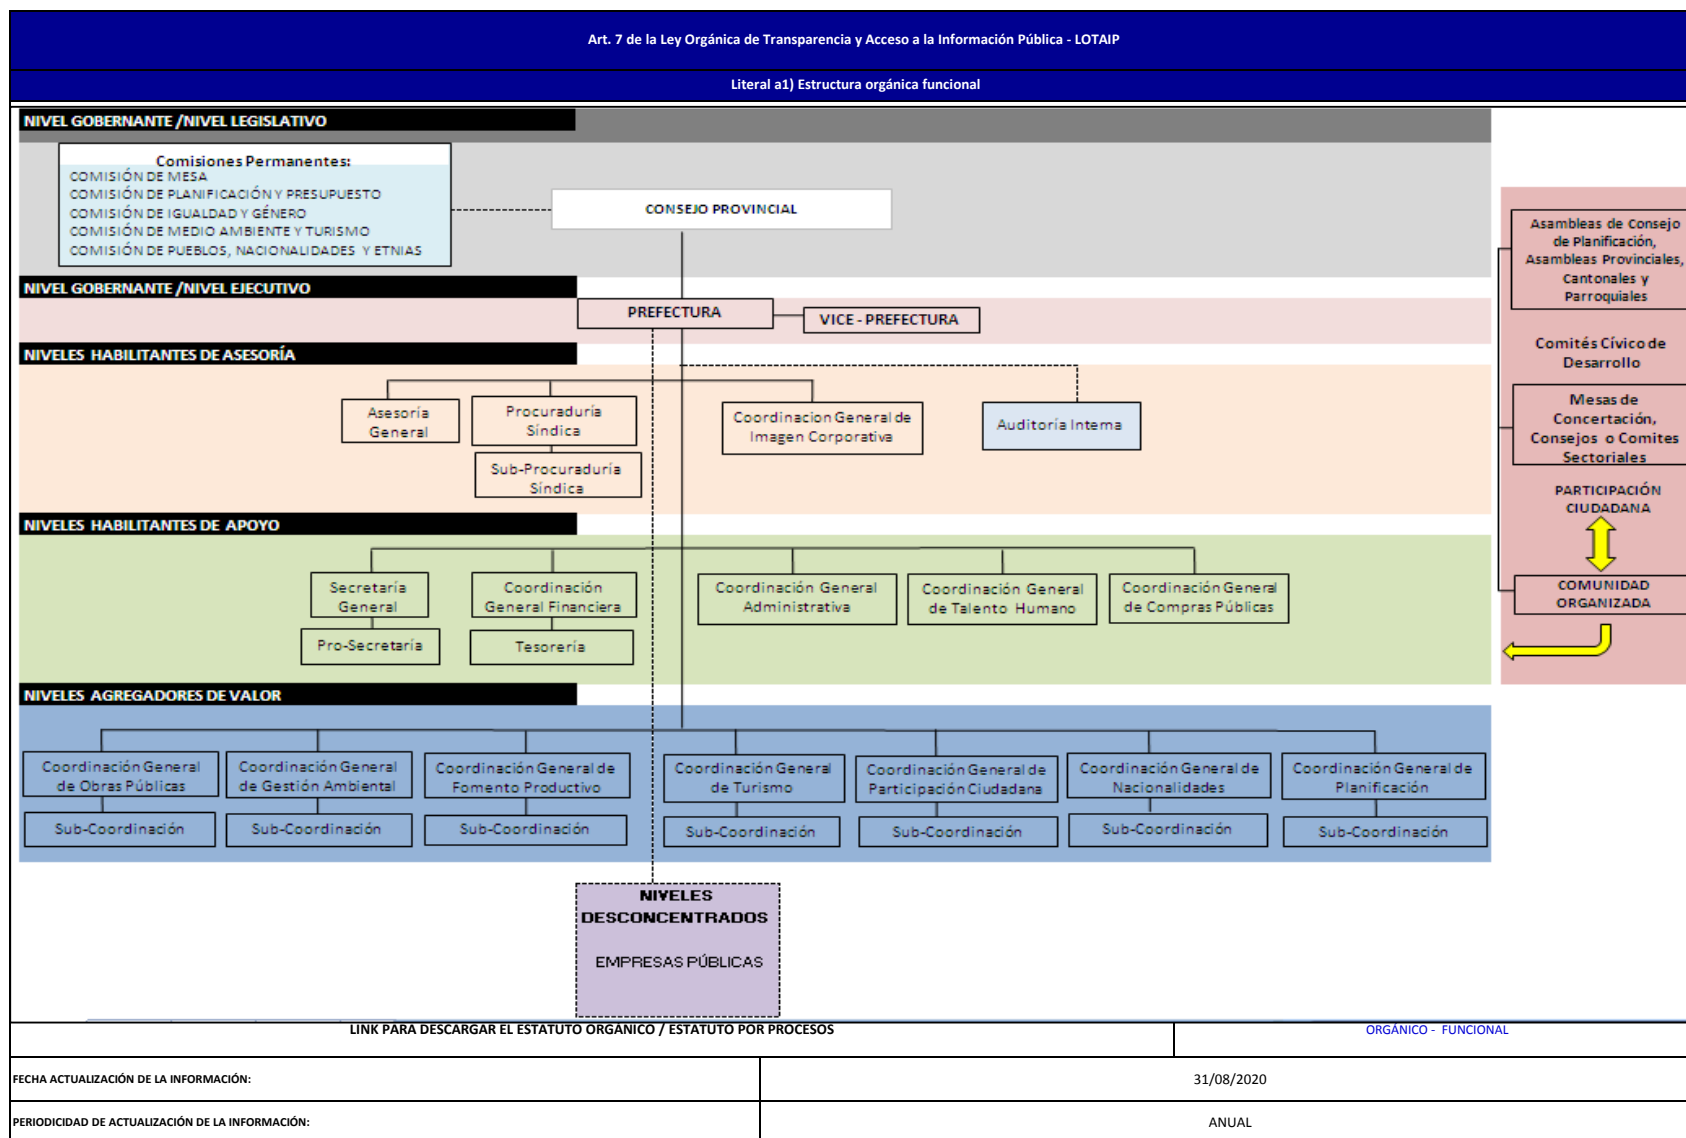 Art. 7 de la Ley Orgánica de Transparencia y Acceso a la Información Pública - LOTAIP
Literal a1) Estructura orgánica funcional
NIVEL GOBERNANTE /NIVEL LEGISLATIVO
Comisiones Permanentes:
COMISIÓN DE MESA
COMISIÓN DE PLANIFICACIÓN Y PRESUPUESTO
COMISIÓN DE IGUALDAD Y GÉNERO
COMISIÓN DE MEDIO AMBIENTE Y TURISMO
COMISIÓN DE PUEBLOS, NACIONALIDADES Y ETNIAS
CONSEJO PROVINCIAL
NIVEL GOBERNANTE /NIVEL EJECUTIVO
PREFECTURA
VICE - PREFECTURA
NIVELES HABILITANTES DE ASESORÍA
Asesoría
General
Procuraduría
Síndica
Sub-Procuraduría
Síndica
Coordinacion General de
Imagen Corporativa
Auditoría Interna
NIVELES HABILITANTES DE APOYO
Secretaría
General
Pro-Secretaría
Coordinación
General Financiera
Tesorería
Coordinación General
Administrativa
Coordinación General
de Talento Humano
Coordinación General
de Compras Públicas
NIVELES AGREGADORES DE VALOR
Coordinación General
de Obras Públicas
Sub-Coordinación
Coordinación General
de Gestión Ambiental
Sub-Coordinación
Coordinación General de
Fomento Productivo
Sub-Coordinación
Coordinación General
de Turismo
Sub-Coordinación
Coordinación General de
Participación Ciudadana
Sub-Coordinación
Coordinación General de
Nacionalidades
Sub-Coordinación
Coordinación General de
Planificación
Sub-Coordinación
NIVELES
DESCONCENTRADOS
EMPRESAS PÚBLICAS
Asambleas de Consejo
de Planificación,
Asambleas Provinciales,
Cantonales y
Parroquiales
Comités Cívico de
Desarrollo
Mesas de
Concertación,
Consejos o Comites
Sectoriales
PARTICIPACIÓN
CIUDADANA
COMUNIDAD
ORGANIZADA
LINK PARA DESCARGAR EL ESTATUTO ORGÁNICO / ESTATUTO POR PROCESOS
ORGÁNICO - FUNCIONAL
FECHA ACTUALIZACIÓN DE LA INFORMACIÓN:
31/08/2020
PERIODICIDAD DE ACTUALIZACIÓN DE LA INFORMACIÓN:
ANUAL